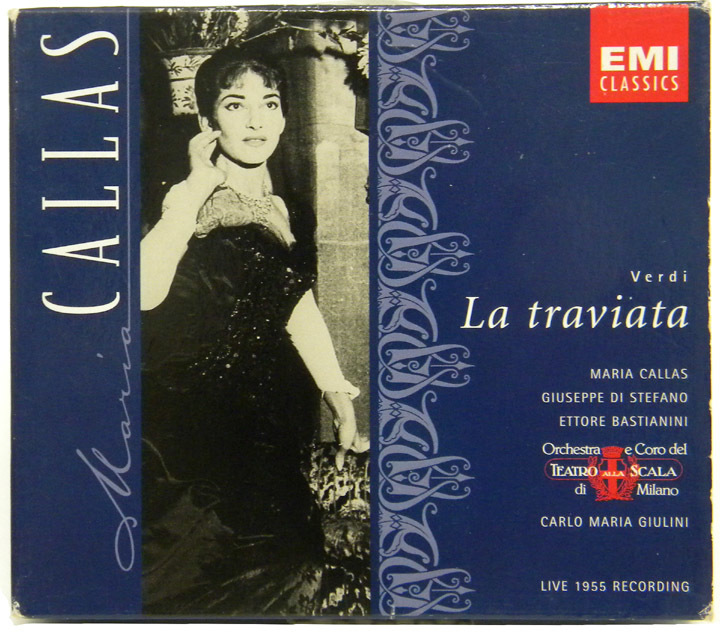 Maria CALLAS
EMI
CLASSICS
Verdi
La traviata
MARIA CALLAS
GIUSEPPE DI STEFANO
ETTORE BASTIANINI
Orchestra e Coro del
TEATRO ALLA SCALA
di Milano
CARLO MARIA GIULINI
LIVE 1955 RECORDING